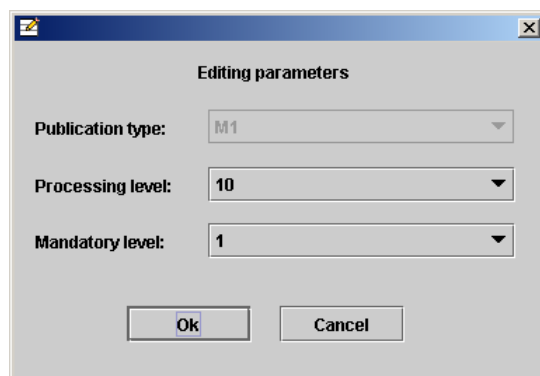 Editing parameters
Publication type: M1
Processing level: 10
Mandatory level: 1
Ok Cancel